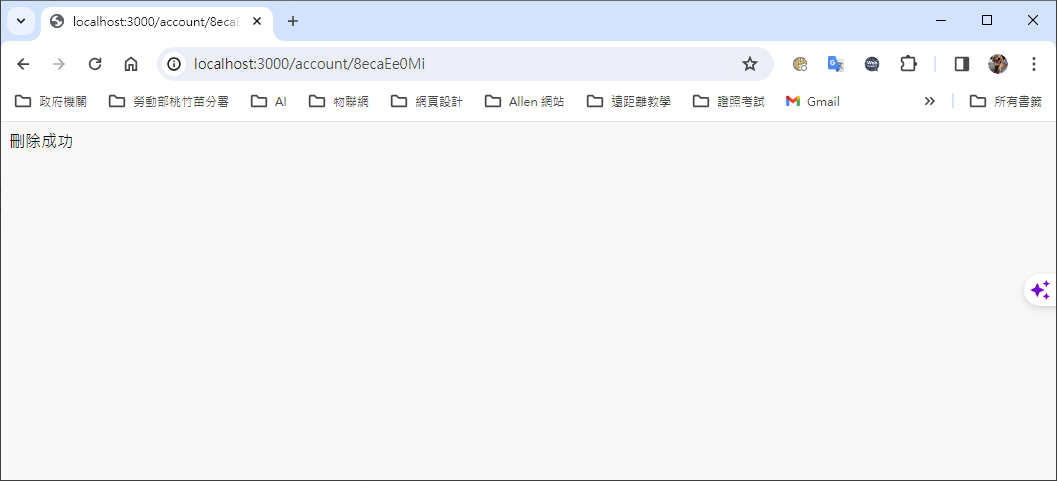 localhost:3000/account/8eca
localhost:3000/account/8ecaEe0Mi
政府機關 勞動部桃竹苗分署 AI 物聯網 網頁設計 Allen 網站 遠距離教學 證照考試 Gmail 所有書籤
刪除成功